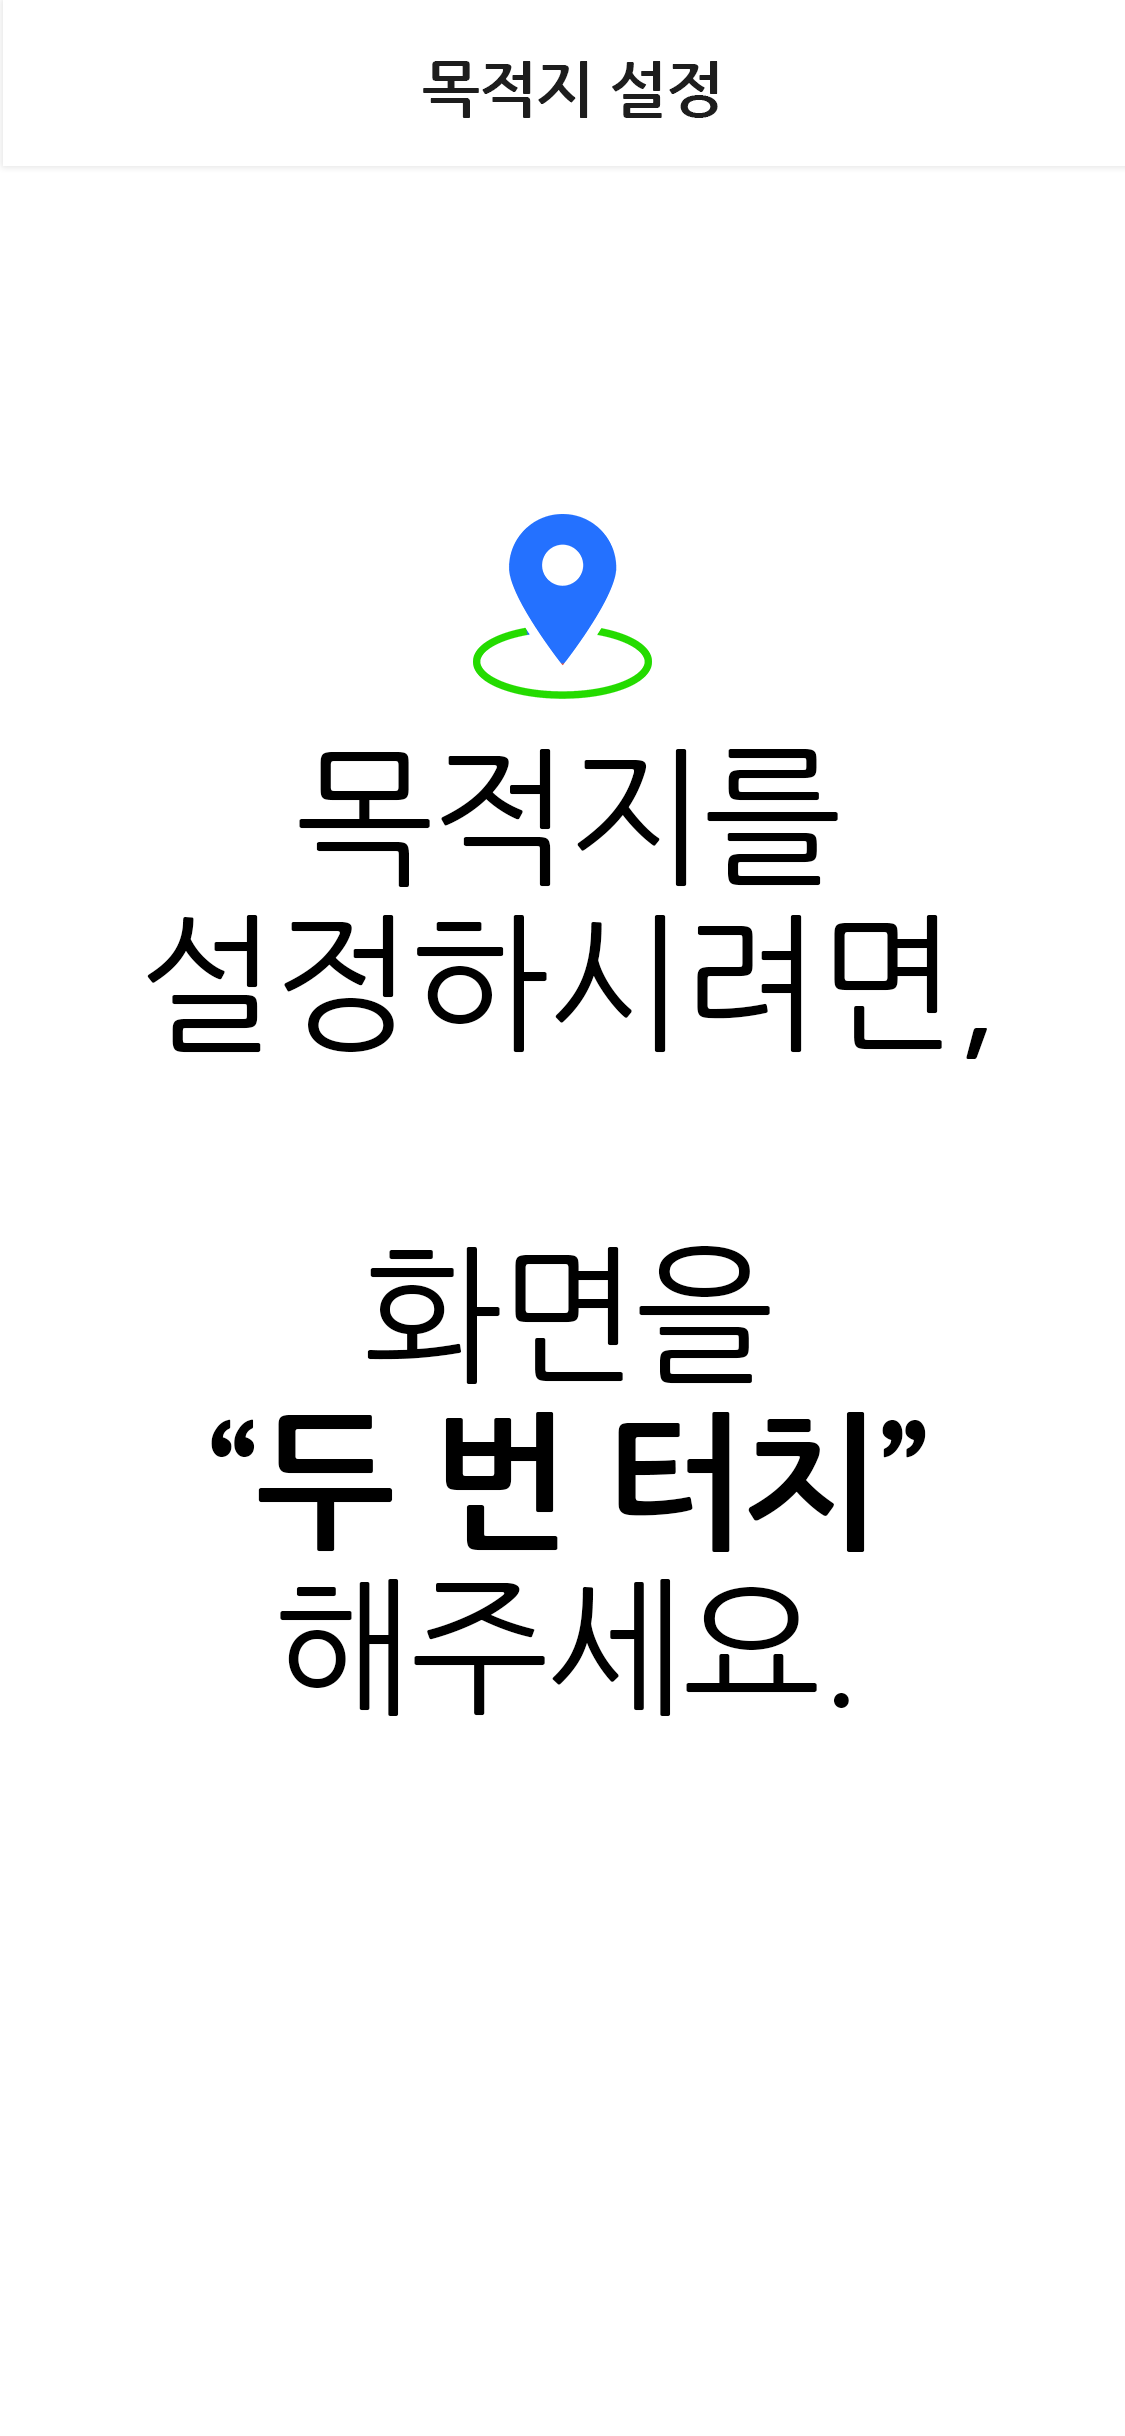 목적지 설정
목적지를
설정하시려면,
화면을
“두 번 터치”
해주세요.